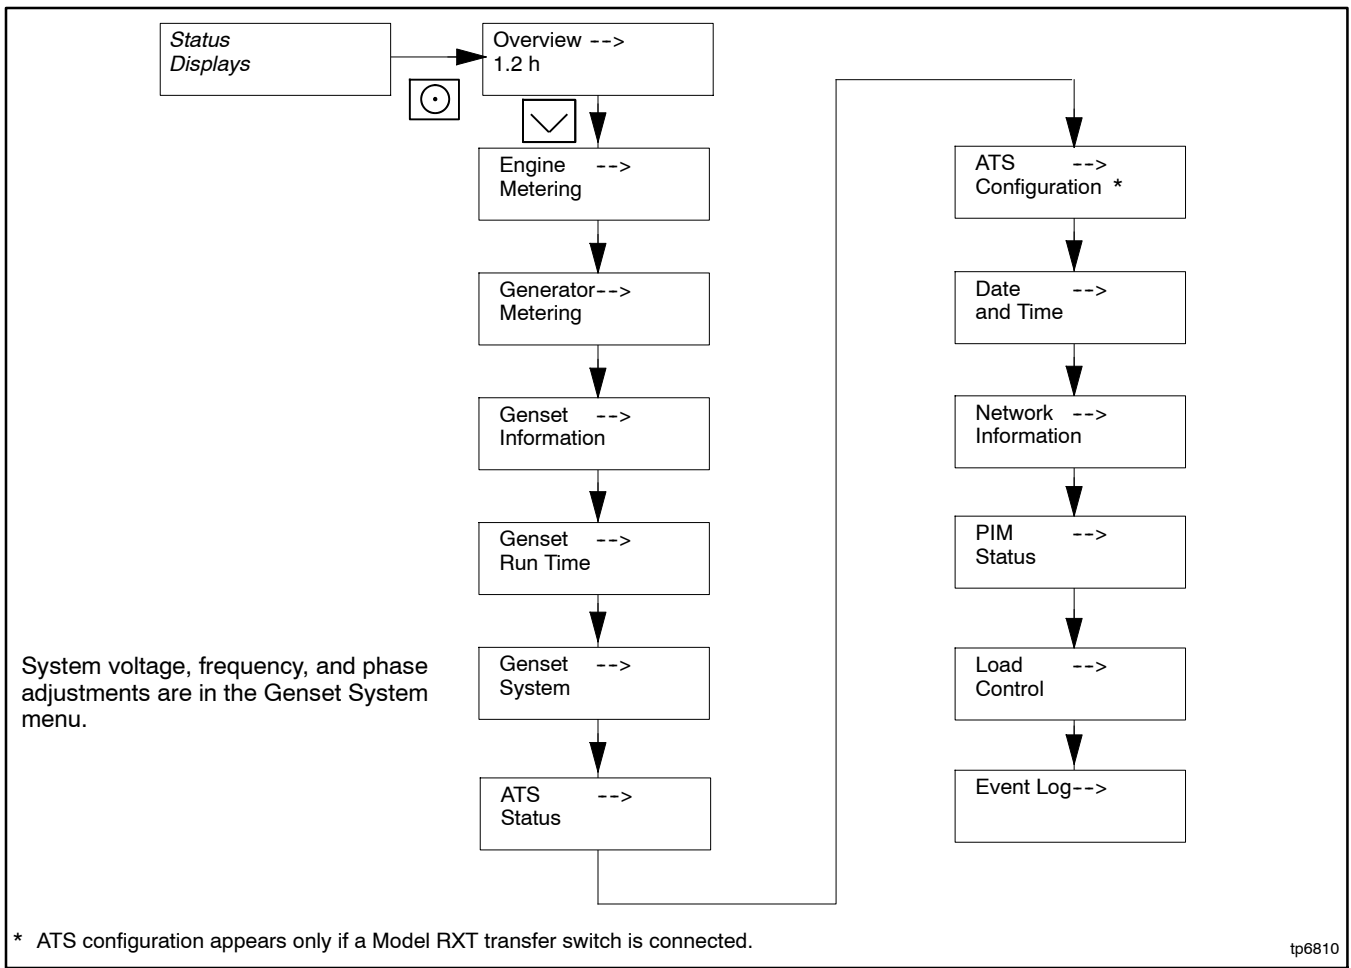 Status
Displays
Overview -->
1.2 h
Engine -->
Metering
Generator-->
Metering
Genset -->
Information
Genset -->
Run Time
Genset -->
System
ATS -->
Status
System voltage, frequency, and phase
adjustments are in the Genset System
menu.
ATS -->
Configuration *
Date -->
and Time
Network -->
Information
PIM -->
Status
Load -->
Control
Event Log-->
* ATS configuration appears only if a Model RXT transfer switch is connected.
tp6810